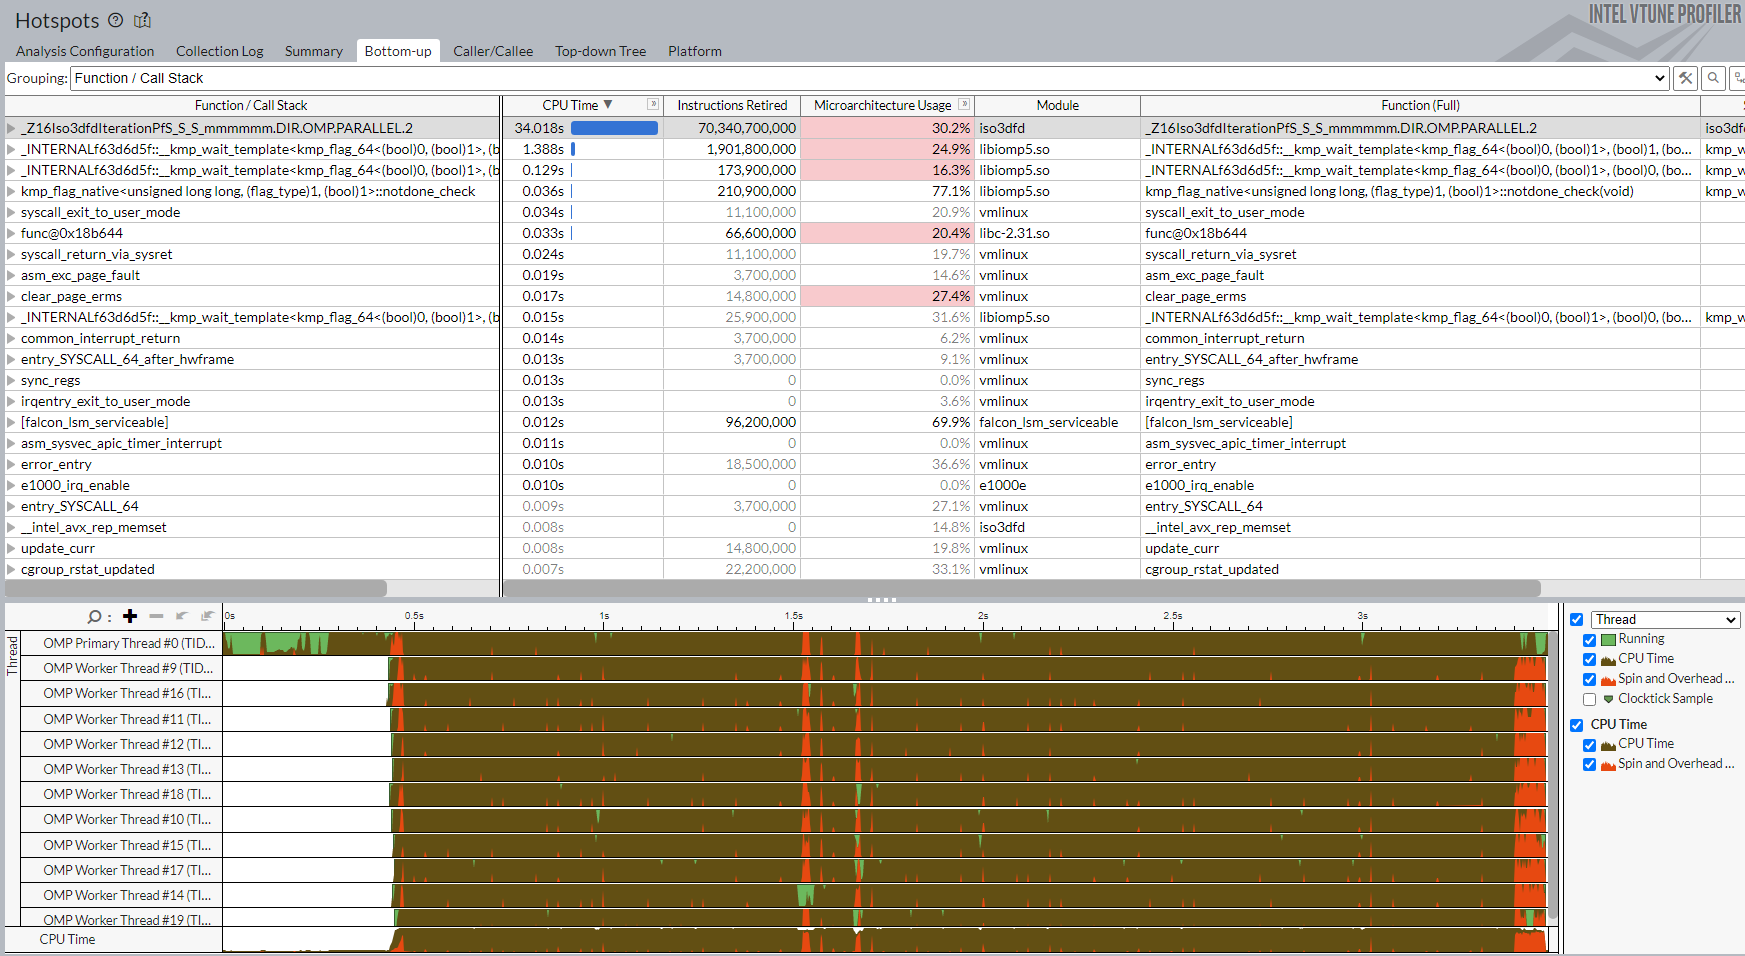 Hotspots
INTEL VTUNE PROFILER
Analysis Configuration Collection Log Summary Bottom-up Caller/Callee Top-down Tree Platform
Grouping: Function / Call Stack
Function / Call Stack CPU Time ▼ Instructions Retired Microarchitecture Usage Module Function (Full) S
_Z16Iso3dfdIterationPfS_S_S_mmmmmm.DIR.OMP.PARALLEL.2 34.018s 70,340,700,000 30.2% iso3dfd _Z16Iso3dfdIterationPfS_S_S_mmmmmm.DIR.OMP.PARALLEL.2 iso3df
_INTERNALf63d6d5f::__kmp_wait_template<kmp_flag_64<(bool)0, (bool)1>, (b 1.388s 1,901,800,000 24.9% libiomp5.so _INTERNALf63d6d5f::__kmp_wait_template<kmp_flag_64<(bool)0, (bool)1>, (bool)1, (bo... kmp_w
_INTERNALf63d6d5f::__kmp_wait_template<kmp_flag_64<(bool)0, (bool)1>, (b 0.129s 173,900,000 16.3% libiomp5.so _INTERNALf63d6d5f::__kmp_wait_template<kmp_flag_64<(bool)0, (bool)1>, (bool)0, (bo... kmp_w
kmp_flag_native<unsigned long long, (flag_type)1, (bool)1>::notdone_check 0.036s 210,900,000 77.1% libiomp5.so kmp_flag_native<unsigned long long, (flag_type)1, (bool)1>::notdone_check(void) kmp_w
syscall_exit_to_user_mode 0.034s 11,100,000 20.9% vmlinux syscall_exit_to_user_mode
func@0x18b644 0.033s 66,600,000 20.4% libc-2.31.so func@0x18b644
syscall_return_via_sysret 0.024s 11,100,000 19.7% vmlinux syscall_return_via_sysret
asm_exc_page_fault 0.019s 3,700,000 14.6% vmlinux asm_exc_page_fault
clear_page_erms 0.017s 14,800,000 27.4% vmlinux clear_page_erms
_INTERNALf63d6d5f::__kmp_wait_template<kmp_flag_64<(bool)0, (bool)1>, (b 0.015s 25,900,000 31.6% libiomp5.so _INTERNALf63d6d5f::__kmp_wait_template<kmp_flag_64<(bool)0, (bool)1>, (bool)0, (bo... kmp_w
common_interrupt_return 0.014s 3,700,000 6.2% vmlinux common_interrupt_return
entry_SYSCALL_64_after_hwframe 0.013s 3,700,000 9.1% vmlinux entry_SYSCALL_64_after_hwframe
sync_regs 0.013s 0 0.0% vmlinux sync_regs
irqentry_exit_to_user_mode 0.013s 0 3.6% vmlinux irqentry_exit_to_user_mode
[falcon_lsm_serviceable] 0.012s 96,200,000 69.9% falcon_lsm_serviceable [falcon_lsm_serviceable]
asm_sysvec_apic_timer_interrupt 0.011s 0 0.0% vmlinux asm_sysvec_apic_timer_interrupt
error_entry 0.010s 18,500,000 36.6% vmlinux error_entry
e1000_irq_enable 0.010s 0 0.0% e1000e e1000_irq_enable
entry_SYSCALL_64 0.009s 3,700,000 27.1% vmlinux entry_SYSCALL_64
__intel_avx_rep_memset 0.008s 0 14.8% iso3dfd __intel_avx_rep_memset
update_curr 0.008s 14,800,000 19.8% vmlinux update_curr
cgroup_rstat_updated 0.007s 22,200,000 33.1% vmlinux cgroup_rstat_updated
0s 0.5s 1s 1.5s 2s 2.5s 3s
Thread
OMP Primary Thread #0 (TID...
OMP Worker Thread #9 (TID...
OMP Worker Thread #16 (TI...
OMP Worker Thread #11 (TI...
OMP Worker Thread #12 (TI...
OMP Worker Thread #13 (TI...
OMP Worker Thread #18 (TI...
OMP Worker Thread #10 (TI...
OMP Worker Thread #15 (TI...
OMP Worker Thread #17 (TI...
OMP Worker Thread #14 (TI...
OMP Worker Thread #19 (TI...
CPU Time
Thread
Running
CPU Time
Spin and Overhead ...
Clocktick Sample
CPU Time
CPU Time
Spin and Overhead ...